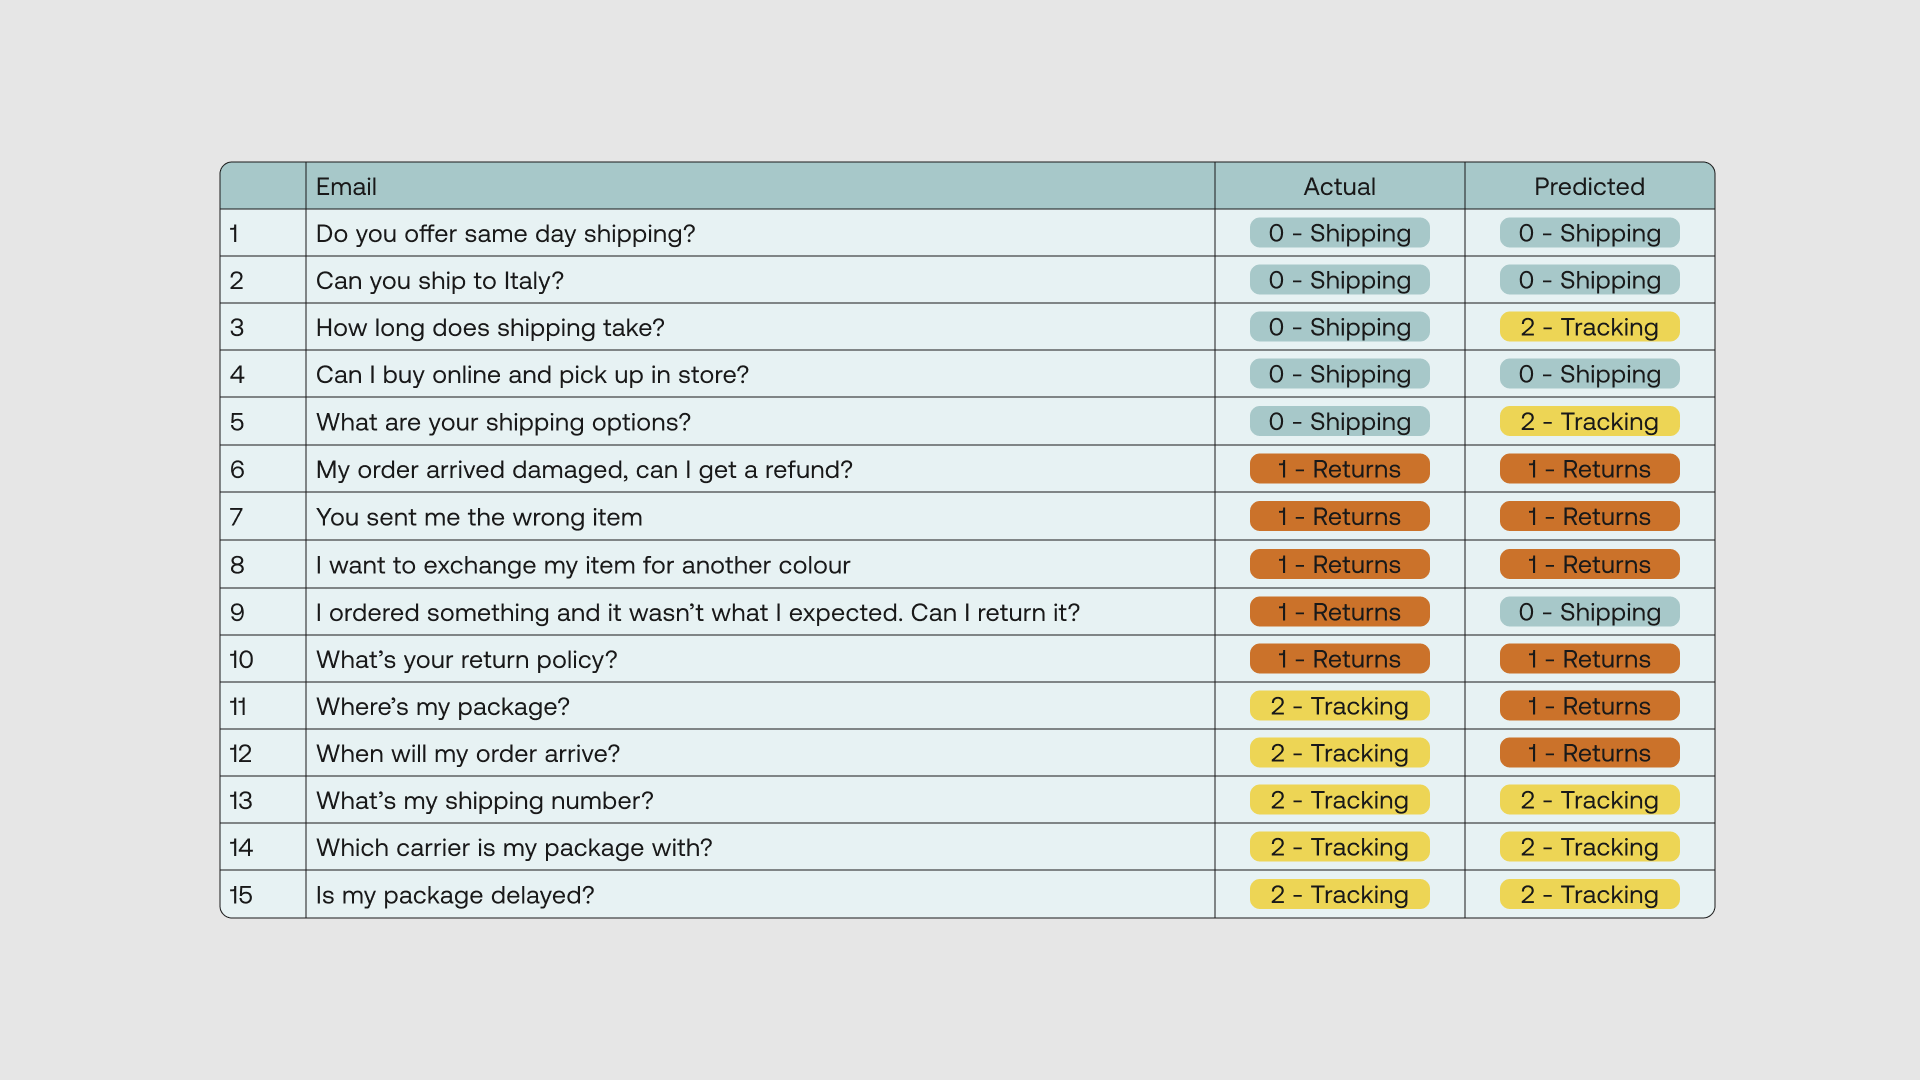 Email Actual Predicted
1 Do you offer same day shipping? 0 - Shipping 0 - Shipping
2 Can you ship to Italy? 0 - Shipping 0 - Shipping
3 How long does shipping take? 0 - Shipping 2 - Tracking
4 Can I buy online and pick up in store? 0 - Shipping 0 - Shipping
5 What are your shipping options? 0 - Shipping 2 - Tracking
6 My order arrived damaged, can I get a refund? 1 - Returns 1 - Returns
7 You sent me the wrong item 1 - Returns 1 - Returns
8 I want to exchange my item for another colour 1 - Returns 1 - Returns
9 I ordered something and it wasn’t what I expected. Can I return it? 1 - Returns 0 - Shipping
10 What’s your return policy? 1 - Returns 1 - Returns
11 Where’s my package? 2 - Tracking 1 - Returns
12 When will my order arrive? 2 - Tracking 1 - Returns
13 What’s my shipping number? 2 - Tracking 2 - Tracking
14 Which carrier is my package with? 2 - Tracking 2 - Tracking
15 Is my package delayed? 2 - Tracking 2 - Tracking